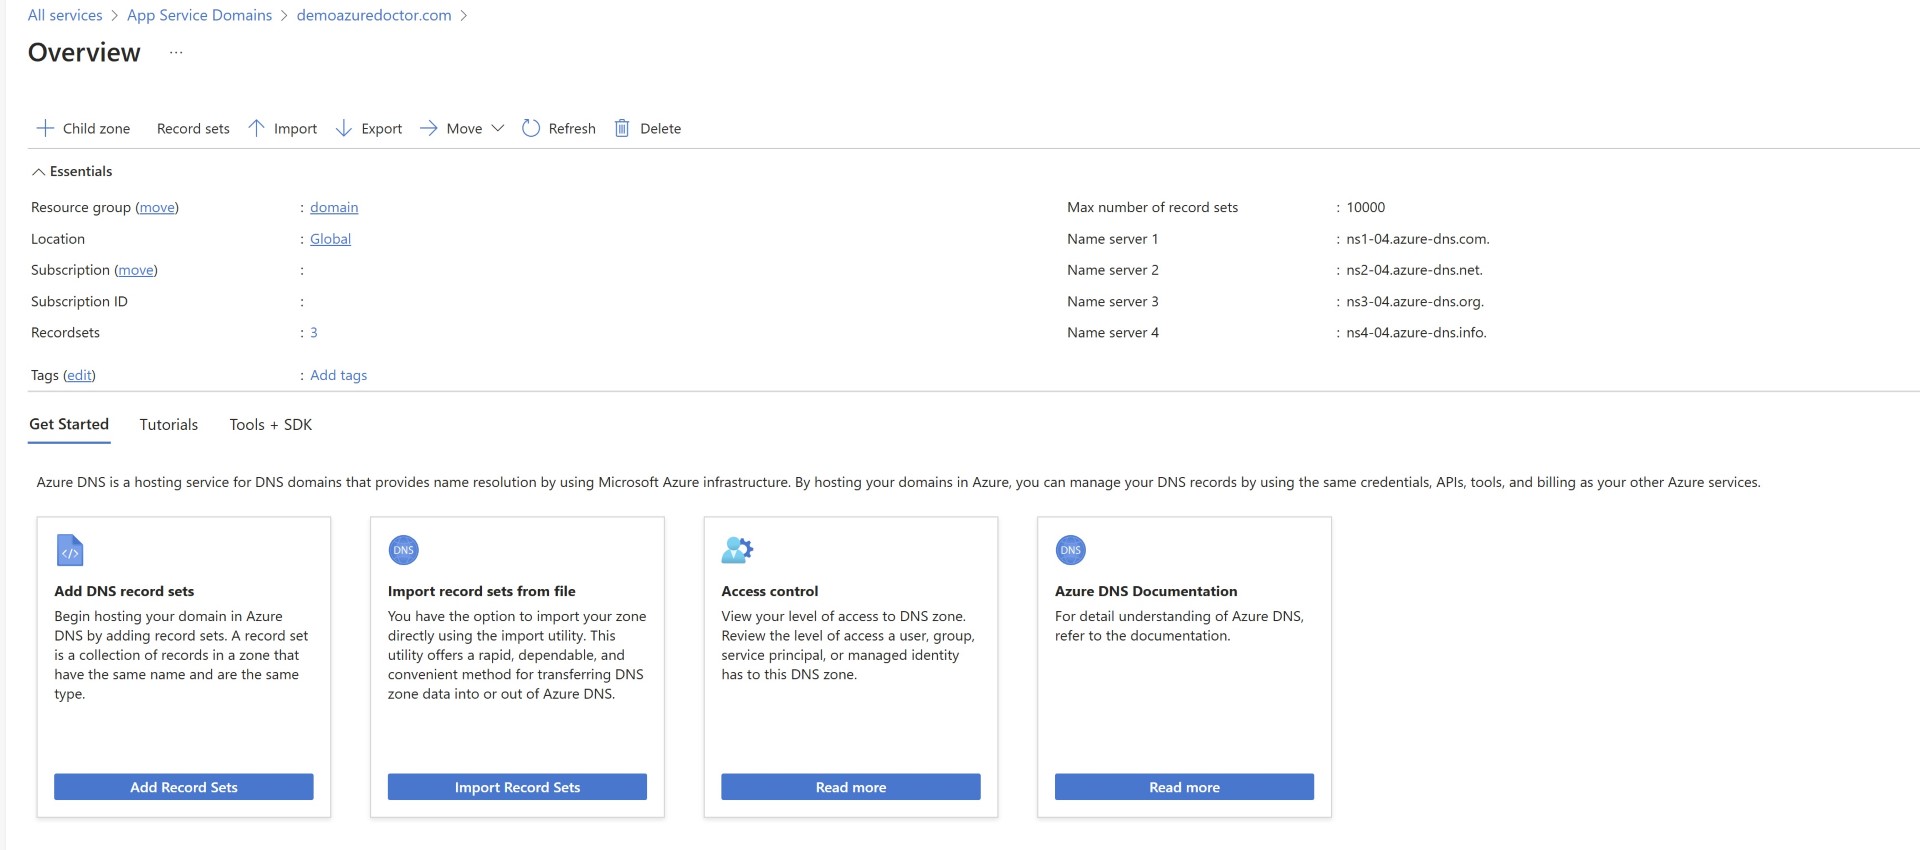 All services > App Service Domains > demoazuredoctor.com >
Overview ...
Child zone Record sets Import Export Move Refresh Delete
Essentials
Resource group (move) : domain
Location : Global
Subscription (move) :
Subscription ID :
Recordsets : 3
Tags (edit) : Add tags
Max number of record sets : 10000
Name server 1 : ns1-04.azure-dns.com.
Name server 2 : ns2-04.azure-dns.net.
Name server 3 : ns3-04.azure-dns.org.
Name server 4 : ns4-04.azure-dns.info.
Get Started Tutorials Tools + SDK
Azure DNS is a hosting service for DNS domains that provides name resolution by using Microsoft Azure infrastructure. By hosting your domains in Azure, you can manage your DNS records by using the same credentials, APIs, tools, and billing as your other Azure services.
</>
Add DNS record sets
Begin hosting your domain in Azure
DNS by adding record sets. A record set
is a collection of records in a zone that
have the same name and are the same
type.
Add Record Sets
DNS
Import record sets from file
You have the option to import your zone
directly using the import utility. This
utility offers a rapid, dependable, and
convenient method for transferring DNS
zone data into or out of Azure DNS.
Import Record Sets
Access control
View your level of access to DNS zone.
Review the level of access a user, group,
service principal, or managed identity
has to this DNS zone.
Read more
DNS
Azure DNS Documentation
For detail understanding of Azure DNS,
refer to the documentation.
Read more